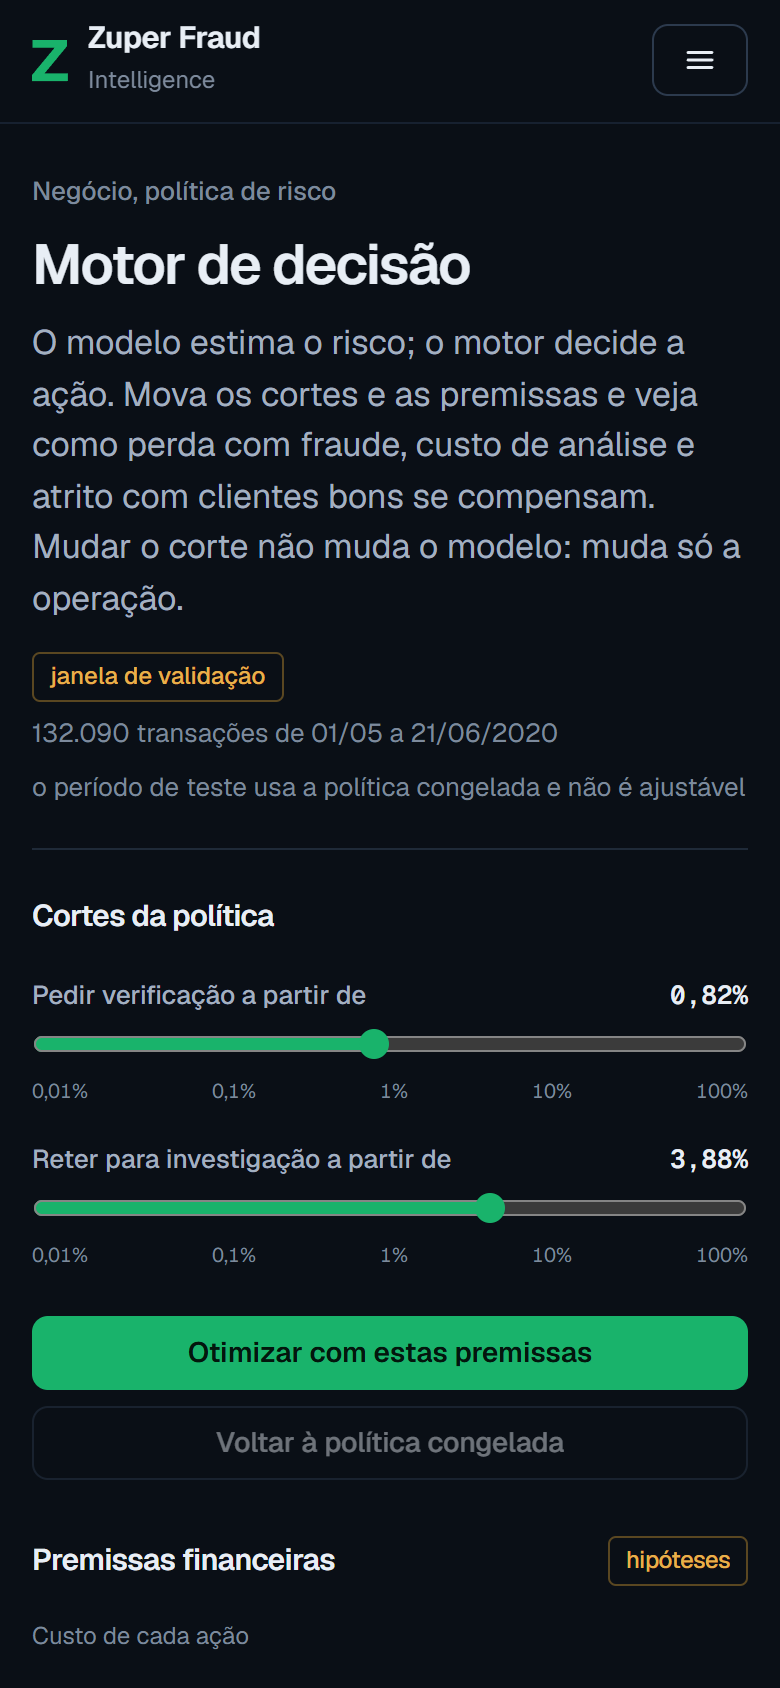 Z Zuper Fraud
Intelligence
Negócio, política de risco
Motor de decisão
O modelo estima o risco; o motor decide a
ação. Mova os cortes e as premissas e veja
como perda com fraude, custo de análise e
atrito com clientes bons se compensam.
Mudar o corte não muda o modelo: muda só a
operação.
janela de validação
132.090 transações de 01/05 a 21/06/2020
o período de teste usa a política congelada e não é ajustável
Cortes da política
Pedir verificação a partir de 0,82%
0,01% 0,1% 1% 10% 100%
Reter para investigação a partir de 3,88%
0,01% 0,1% 1% 10% 100%
Otimizar com estas premissas
Voltar à política congelada
Premissas financeiras hipóteses
Custo de cada ação